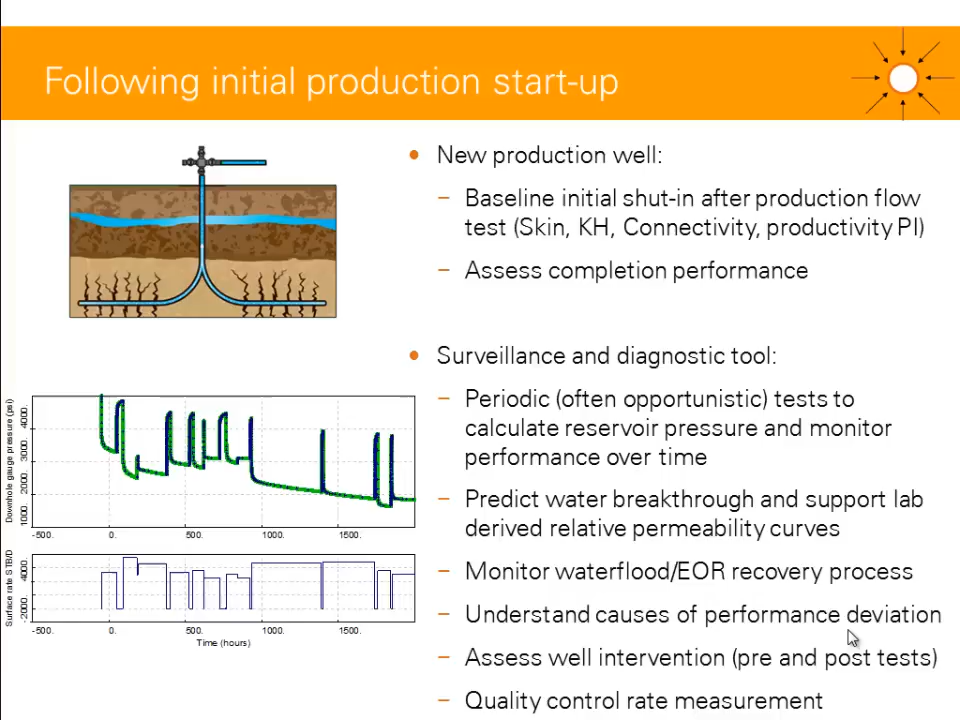 Following initial production start-up
• New production well:
– Baseline initial shut-in after production flow
test (Skin, KH, Connectivity, productivity PI)
– Assess completion performance
• Surveillance and diagnostic tool:
– Periodic (often opportunistic) tests to
calculate reservoir pressure and monitor
performance over time
– Predict water breakthrough and support lab
derived relative permeability curves
– Monitor waterflood/EOR recovery process
– Understand causes of performance deviation
– Assess well intervention (pre and post tests)
– Quality control rate measurement
Downhole gauge pressure (psi)
4000.
3000.
2000.
1000.
-500. 0. 500. 1000. 1500.
Surface rate STB/D
4000.
-2000.
-500. 0. 500. 1000. 1500.
Time (hours)